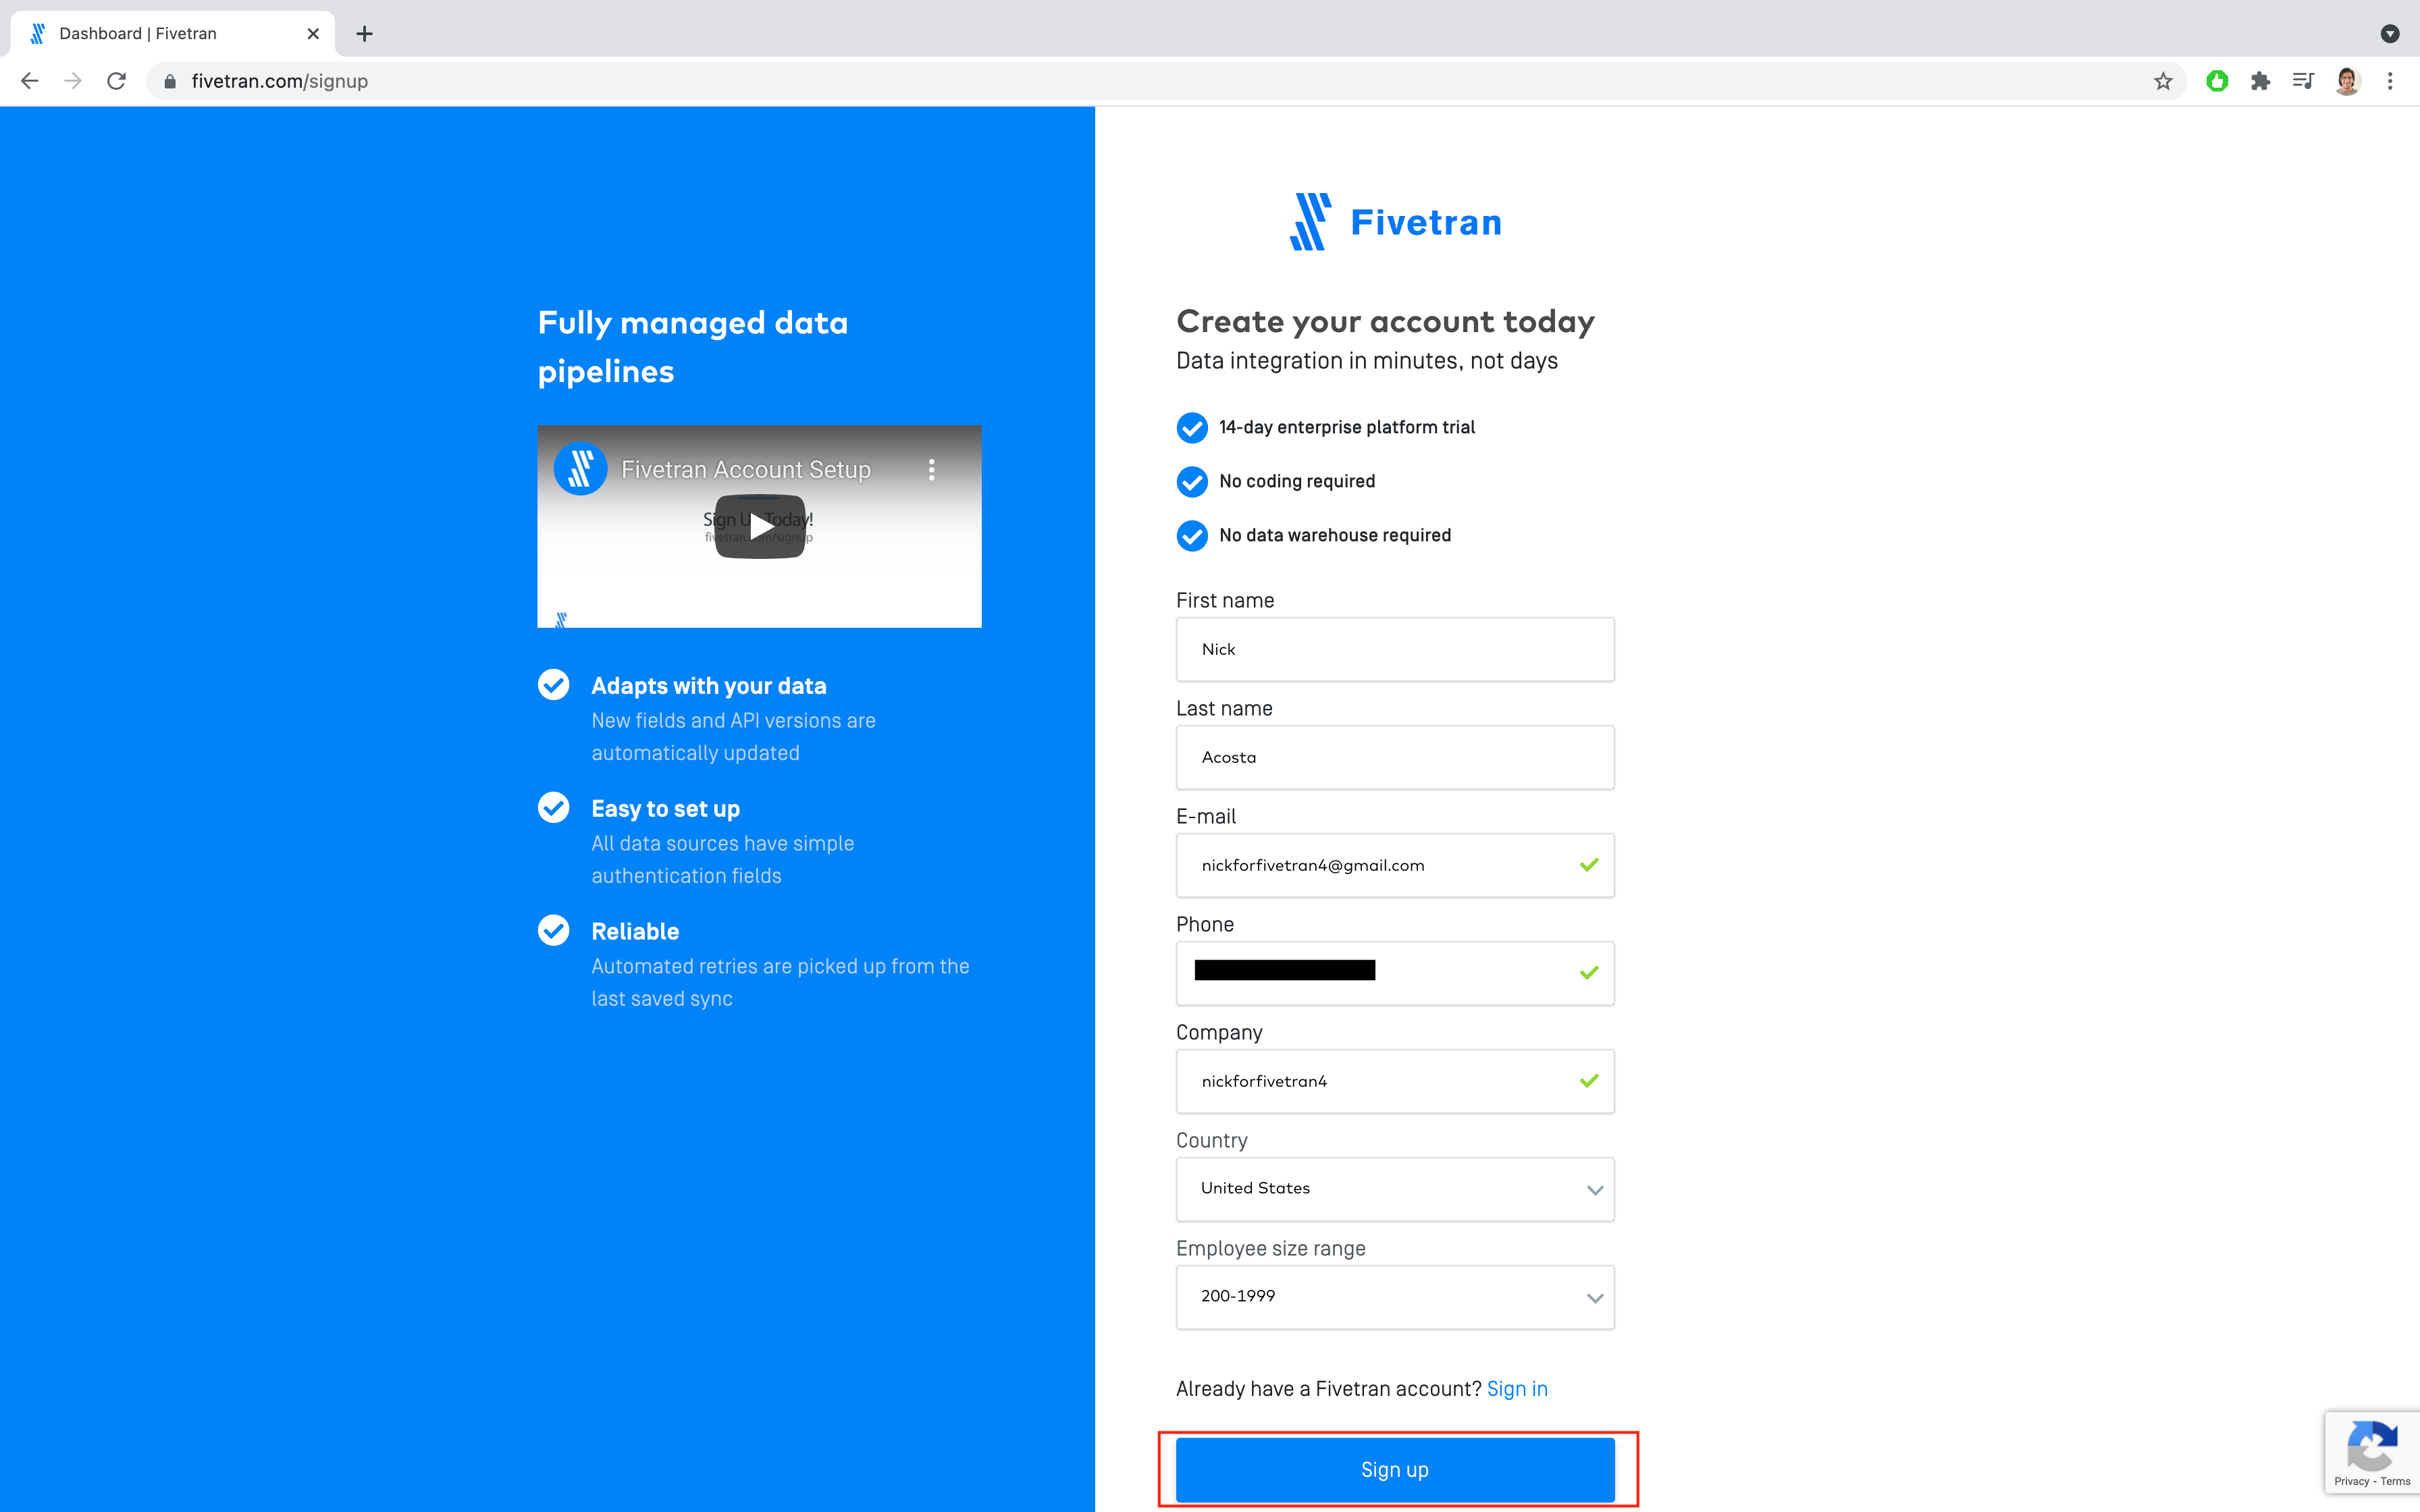 Dashboard | Fivetran
fivetran.com/signup
Fully managed data
pipelines
Fivetran Account Setup
Sign Up Today!
fivetran.com/signup
Adapts with your data
New fields and API versions are
automatically updated
Easy to set up
All data sources have simple
authentication fields
Reliable
Automated retries are picked up from the
last saved sync
Fivetran
Create your account today
Data integration in minutes, not days
14-day enterprise platform trial
No coding required
No data warehouse required
First name
Nick
Last name
Acosta
E-mail
nickforfivetran4@gmail.com
Phone
Company
nickforfivetran4
Country
United States
Employee size range
200-1999
Already have a Fivetran account? Sign in
Sign up
Privacy - Terms